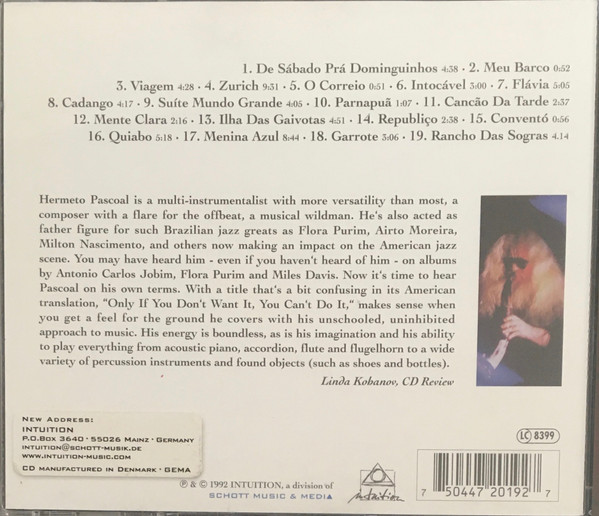 1. De Sábado Prá Dominguinhos 4:38 · 2. Meu Barco 0:52
3. Viagem 4:28 · 4. Zurich 9:31 · 5. O Correio 0:51 · 6. Intocável 3:00 · 7. Flávia 5:05
8. Cadango 4:17 · 9. Suíte Mundo Grande 4:05 · 10. Parnapuã 1:07 · 11. Cancão Da Tarde 2:37
12. Mente Clara 2:16 · 13. Ilha Das Gaivotas 4:51 · 14. Republiço 2:38 · 15. Conventó 0:56
16. Quiabo 5:18 · 17. Menina Azul 8:44 · 18. Garrote 3:06 · 19. Rancho Das Sogras 4.14
Hermeto Pascoal is a multi-instrumentalist with more versatility than most, a
composer with a flare for the offbeat, a musical wildman. He's also acted as
father figure for such Brazilian jazz greats as Flora Purim, Airto Moreira,
Milton Nascimento, and others now making an impact on the American jazz
scene. You may have heard him - even if you haven't heard of him - on albums
by Antonio Carlos Jobim, Flora Purim and Miles Davis. Now it's time to hear
Pascoal on his own terms. With a title that's a bit confusing in its American
translation, "Only If You Don't Want It, You Can't Do It," makes sense when
you get a feel for the ground he covers with his unschooled, uninhibited
approach to music. His energy is boundless, as is his imagination and his ability
to play everything from acoustic piano, accordion, flute and flugelhorn to a wide
variety of percussion instruments and found objects (such as shoes and bottles).
Linda Kohanov, CD Review
New Address:
INTUITION
P.O.Box 3640 · 55026 Mainz · Germany
intuition@schott-musik.de
www.intuition-music.com
CD manufactured in Denmark · GEMA
LC 8399
℗ & © 1992 INTUITION, a division of
SCHOTT MUSIC & MEDIA
intuition
7 50447 20192 7